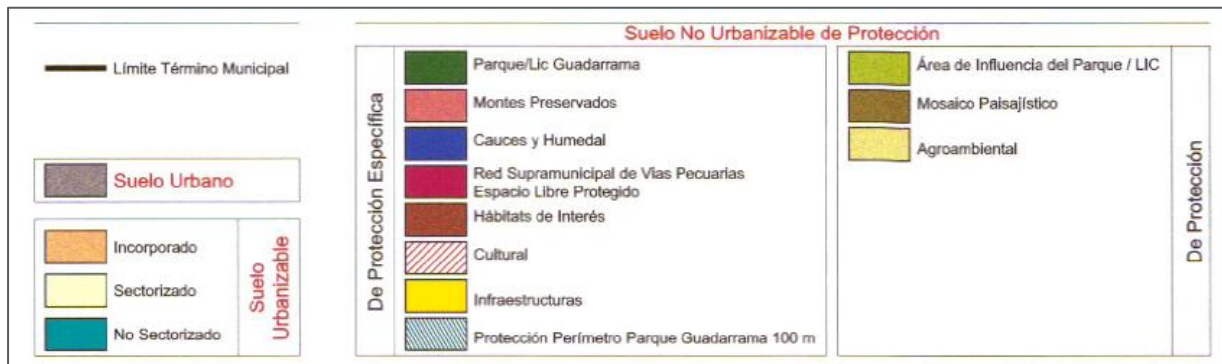 Límite Término Municipal
Suelo Urbano
Incorporado
Sectorizado
No Sectorizado
Suelo
Urbanizable
Suelo No Urbanizable de Protección
De Protección Específica
Parque/Lic Guadarrama
Montes Preservados
Cauces y Humedal
Red Supramunicipal de Vías Pecuarias
Espacio Libre Protegido
Hábitats de Interés
Cultural
Infraestructuras
Protección Perímetro Parque Guadarrama 100 m
Área de Influencia del Parque / LIC
Mosaico Paisajístico
Agroambiental
De Protección